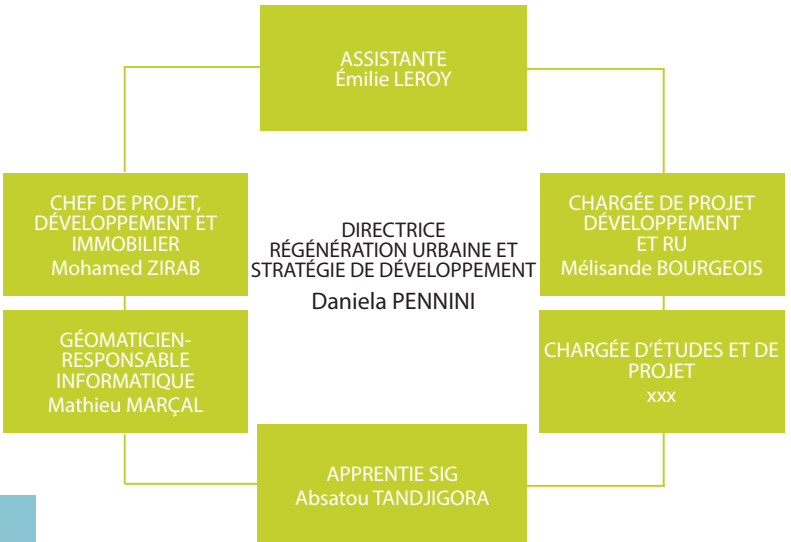 ASSISTANTE
Émilie LEROY
CHEF DE PROJET,
DÉVELOPPEMENT ET
IMMOBILIER
Mohamed ZIRAB
DIRECTRICE
RÉGÉNÉRATION URBAINE ET
STRATÉGIE DE DÉVELOPPEMENT
Daniela PENNINI
CHARGÉE DE PROJET
DÉVELOPPEMENT
ET RU
Mélisande BOURGEOIS
GÉOMATICIEN-
RESPONSABLE
INFORMATIQUE
Mathieu MARÇAL
CHARGÉE D’ÉTUDES ET DE
PROJET
xxx
APPRENTIE SIG
Absatou TANDJIGORA